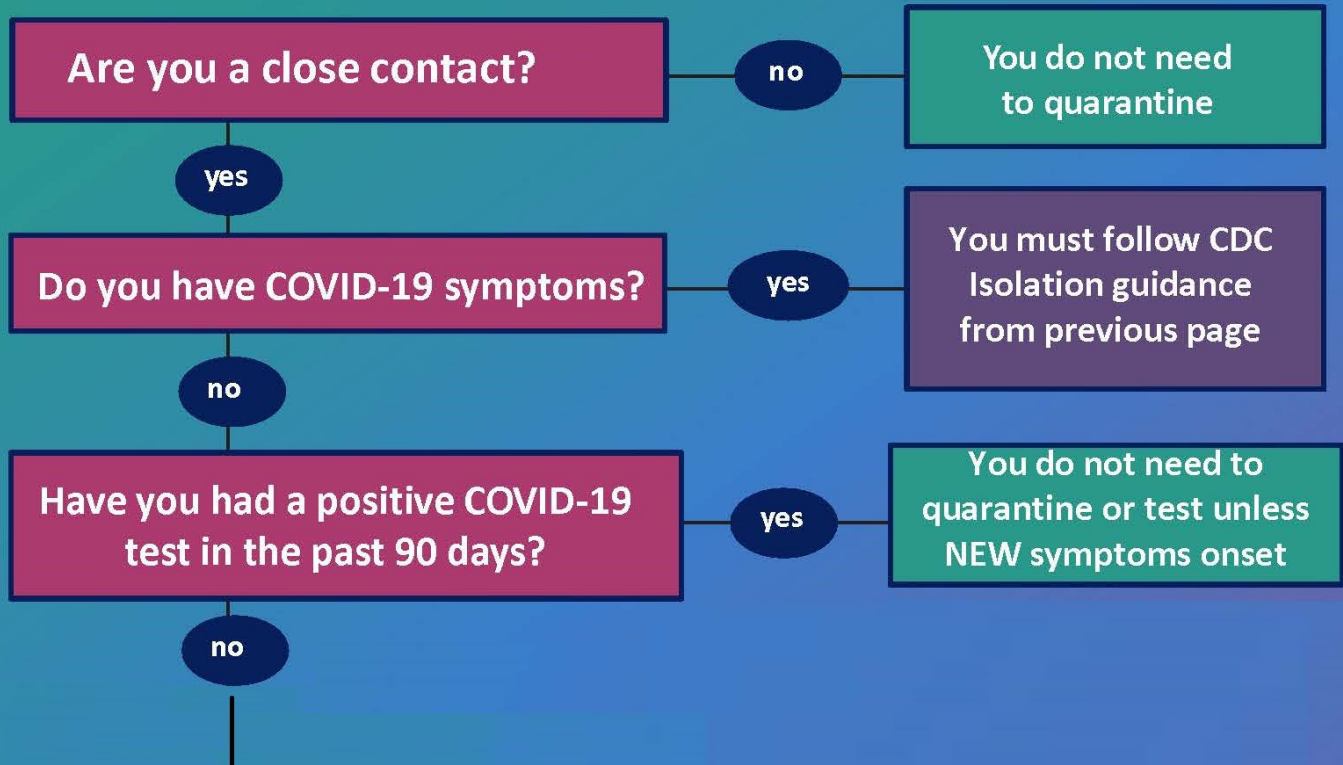 Are you a close contact?
no
You do not need
to quarantine
yes
Do you have COVID-19 symptoms?
yes
You must follow CDC
Isolation guidance
from previous page
no
Have you had a positive COVID-19
test in the past 90 days?
yes
You do not need to
quarantine or test unless
NEW symptoms onset
no